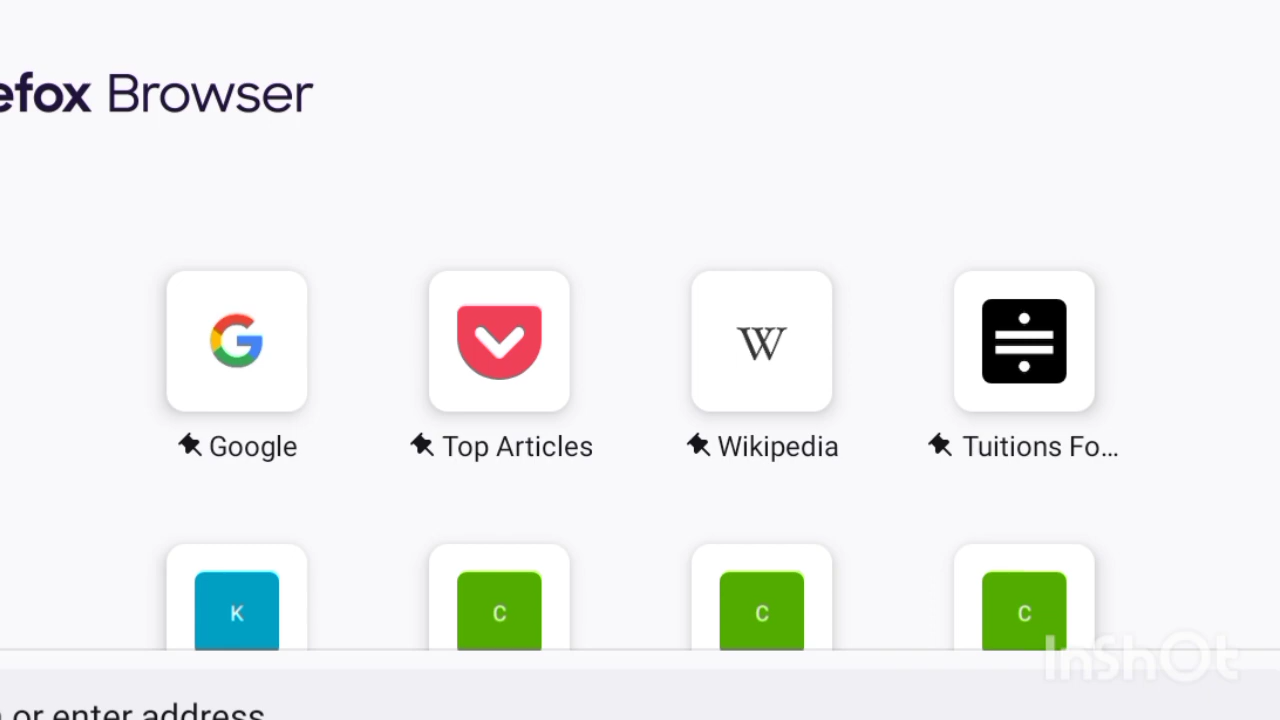 efox Browser
G
W
Google
Top Articles
Wikipedia
Tuitions Fo...
K
C
C
C
InShOt
or enter address